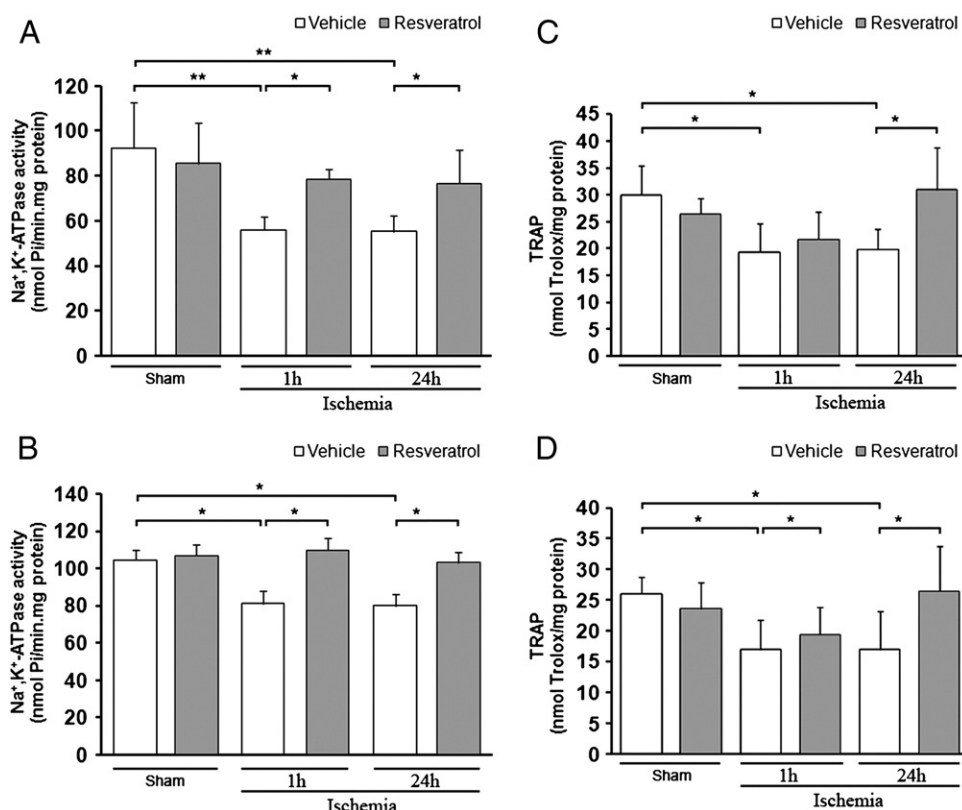 A
Vehicle Resveratrol
** 
** * *
Na⁺,K⁺-ATPase activity
(nmol Pi/min.mg protein)
120
100
80
60
40
20
0
Sham 1h 24h
Ischemia
C
Vehicle Resveratrol
*
* *
TRAP
(nmol Trolox/mg protein)
45
40
35
30
25
20
15
10
5
0
Sham 1h 24h
Ischemia
B
Vehicle Resveratrol
*
* * *
Na⁺,K⁺-ATPase activity
(nmol Pi/min.mg protein)
140
120
100
80
60
40
20
0
Sham 1h 24h
Ischemia
D
Vehicle Resveratrol
*
* * *
TRAP
(nmol Trolox/mg protein)
40
35
30
25
20
15
10
5
0
Sham 1h 24h
Ischemia